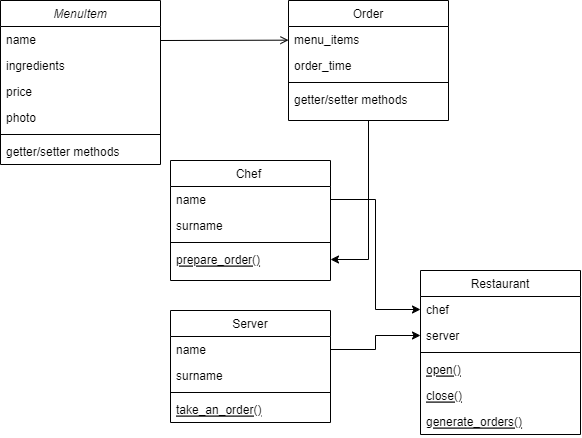 MenuItem
name
ingredients
price
photo
getter/setter methods
Order
menu_items
order_time
getter/setter methods
Chef
name
surname
prepare_order()
Server
name
surname
take_an_order()
Restaurant
chef
server
open()
close()
generate_orders()